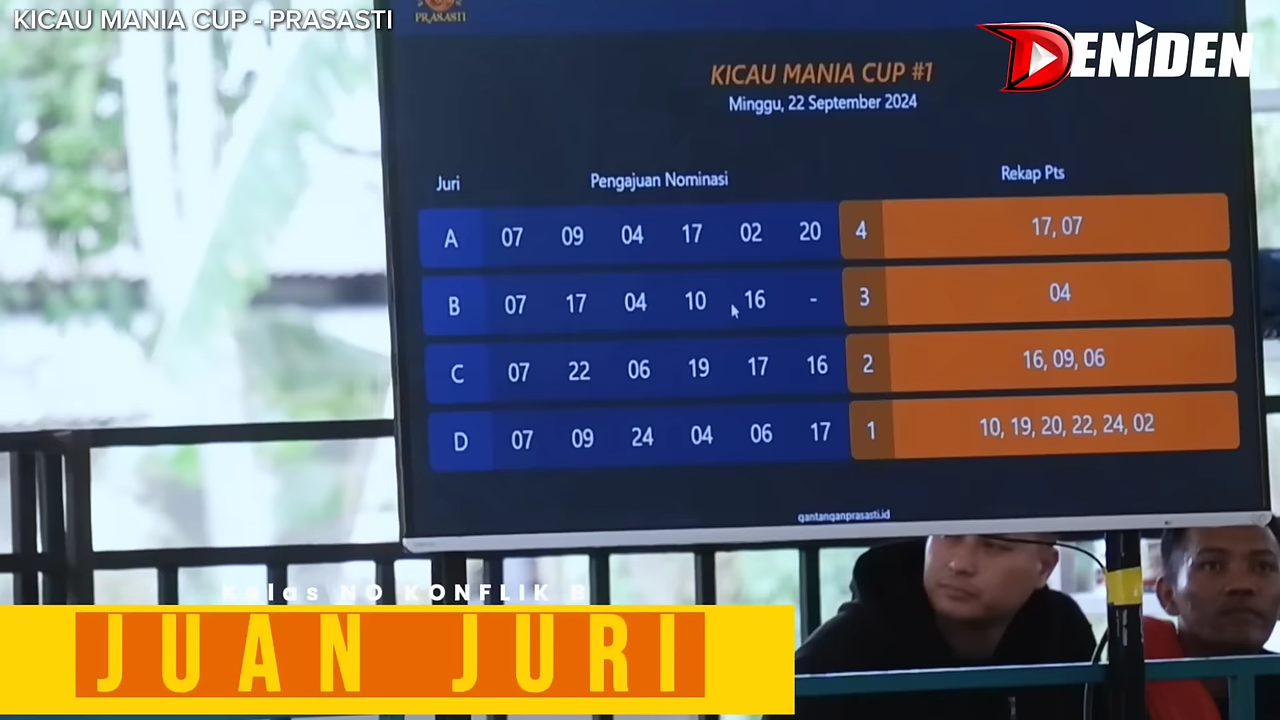 KICAU MANIA CUP - PRASASTI
PRASASTI
DENiDEN
KICAU MANIA CUP #1
Minggu, 22 September 2024
Juri Pengajuan Nominasi Rekap Pts
A 07 09 04 17 02 20 4 17, 07
B 07 17 04 10 16 - 3 04
C 07 22 06 19 17 16 2 16, 09, 06
D 07 09 24 04 06 17 1 10, 19, 20, 22, 24, 02
gantanganprasasti.id
Kelas NO KONFLIK B
JUAN JURI